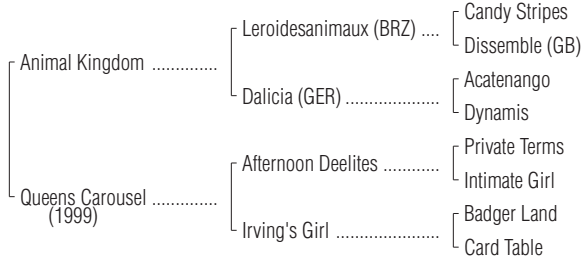 Candy Stripes
Leroidesanimaux (BRZ) ....
Dissemble (GB)
Animal Kingdom ..............
Acatenango
Dalicia (GER) ....................
Dynamis
Private Terms
Afternoon Deelites ............
Intimate Girl
Queens Carousel ..............
(1999)
Badger Land
Irving's Girl ......................
Card Table